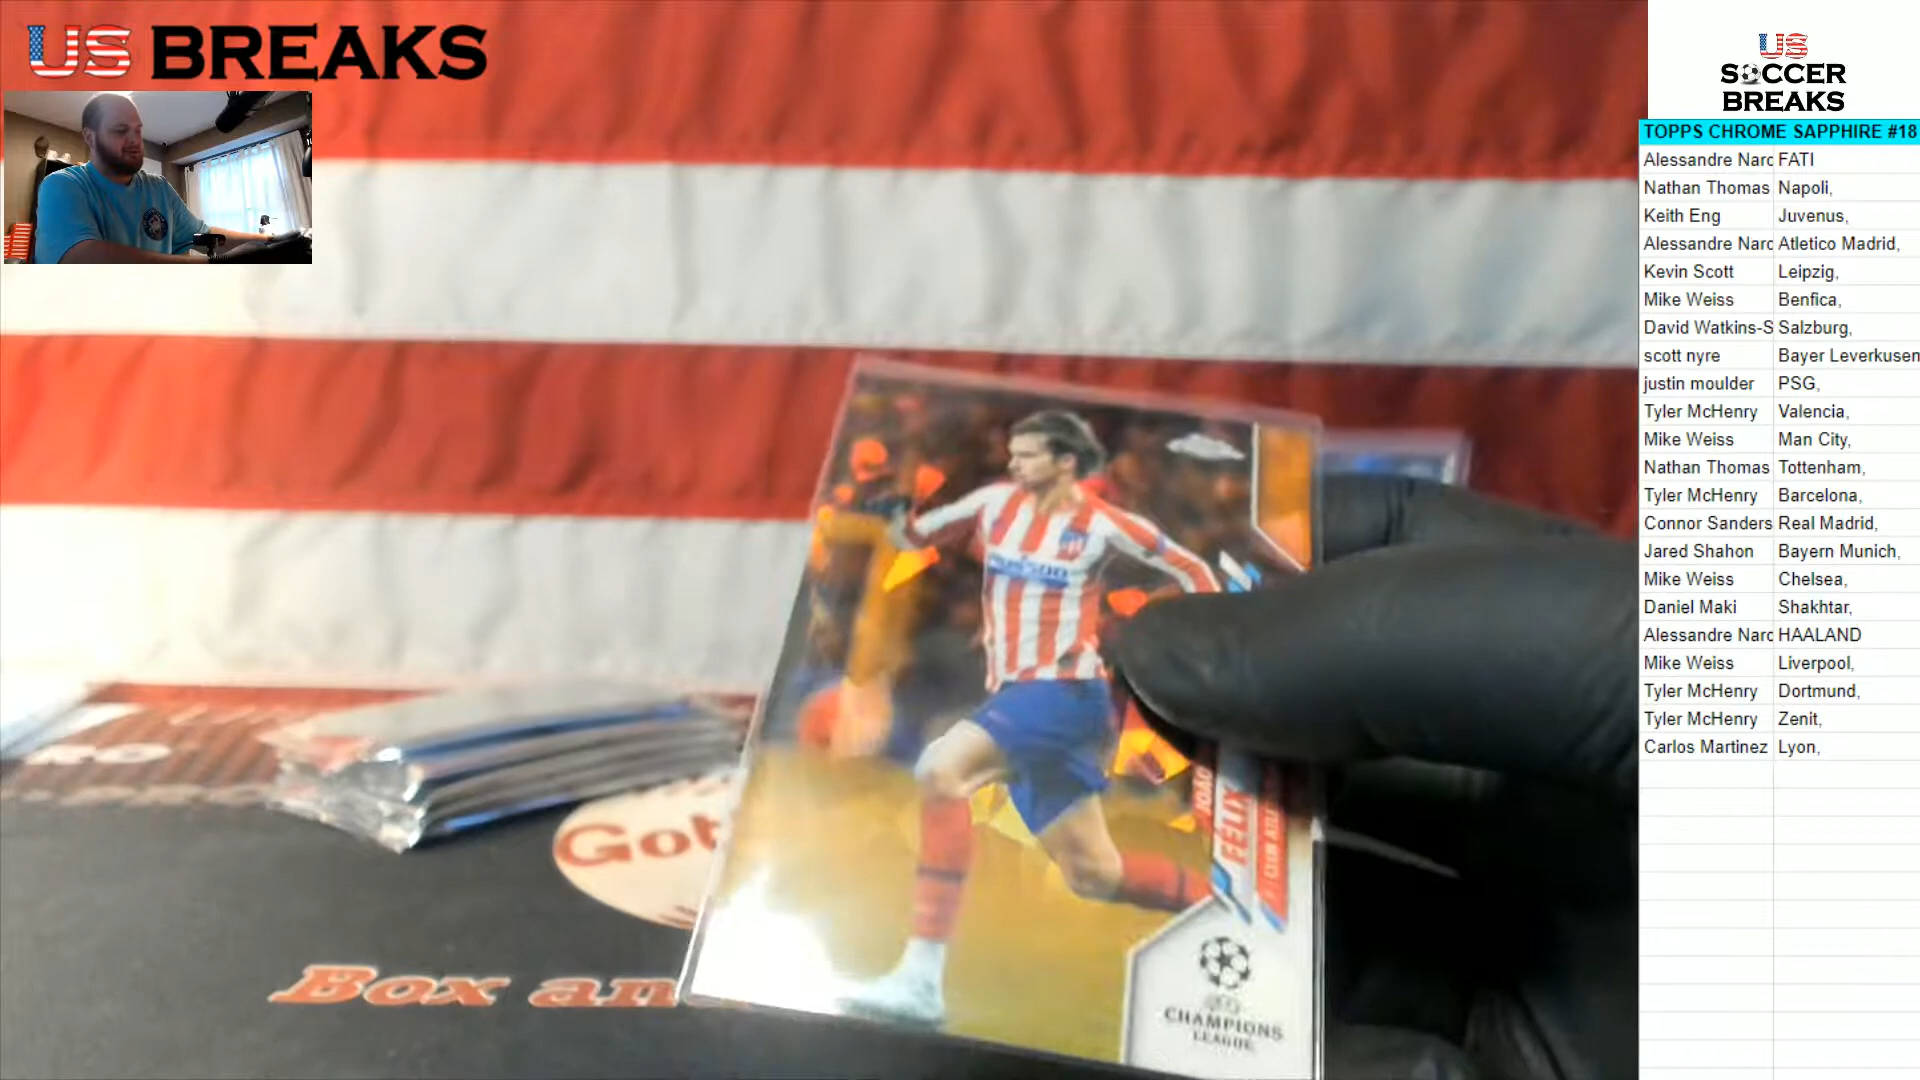 US BREAKS
US
SOCCER
BREAKS
TOPPS CHROME SAPPHIRE #18
Alessandre Narc FATI
Nathan Thomas Napoli,
Keith Eng Juvenus,
Alessandre Narc Atletico Madrid,
Kevin Scott Leipzig,
Mike Weiss Benfica,
David Watkins-S Salzburg,
scott nyre Bayer Leverkusen
justin moulder PSG,
Tyler McHenry Valencia,
Mike Weiss Man City,
Nathan Thomas Tottenham,
Tyler McHenry Barcelona,
Connor Sanders Real Madrid,
Jared Shahon Bayern Munich,
Mike Weiss Chelsea,
Daniel Maki Shakhtar,
Alessandre Narc HAALAND
Mike Weiss Liverpool,
Tyler McHenry Dortmund,
Tyler McHenry Zenit,
Carlos Martinez Lyon,
JOAO
FELIX
CHAMPIONS
LEAGUE
Got
Box an